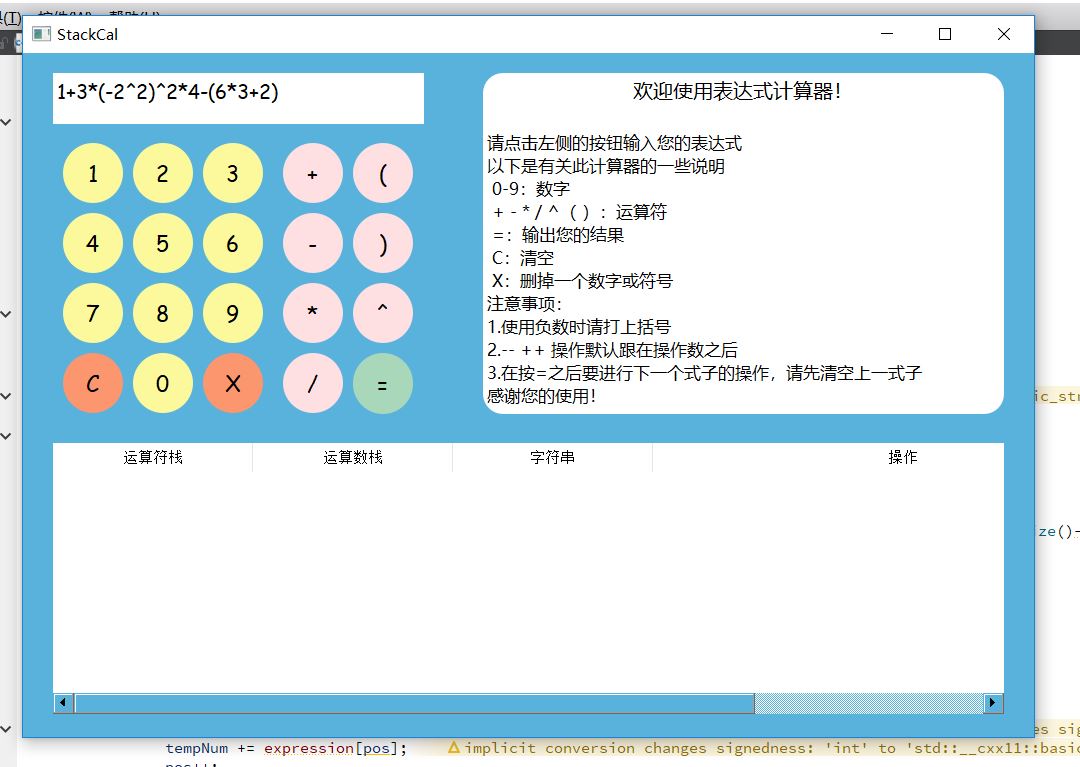 StackCal
1+3*(-2^2)^2*4-(6*3+2)
1 2 3 + (
4 5 6 - )
7 8 9 * ^
C 0 X / =
欢迎使用表达式计算器！
请点击左侧的按钮输入您的表达式
以下是有关此计算器的一些说明
0-9：数字
+ - * / ^（ ）：运算符
=：输出您的结果
C：清空
X：删掉一个数字或符号
注意事项：
1.使用负数时请打上括号
2.-- ++ 操作默认跟在操作数之后
3.在按=之后要进行下一个式子的操作，请先清空上一式子
感谢您的使用！
运算符栈 运算数栈 字符串 操作
ic_str
ize()-
es sig
tempNum += expression[pos]; implicit conversion changes signedness: 'int' to 'std::__cxx11::basic